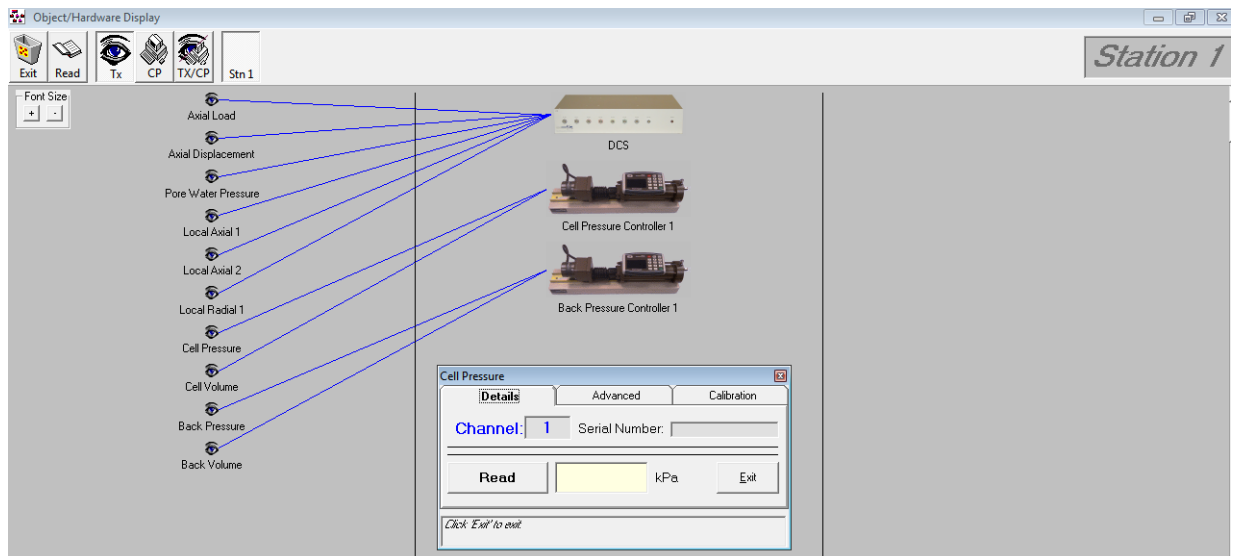 Object/Hardware Display
Exit Read Tx CP TX/CP Stn 1
Station 1
Font Size
+ -
Axial Load
Axial Displacement
Pore Water Pressure
Local Axial 1
Local Axial 2
Local Radial 1
Cell Pressure
Cell Volume
Back Pressure
Back Volume
DCS
Cell Pressure Controller 1
Back Pressure Controller 1
Cell Pressure
Details Advanced Calibration
Channel: 1 Serial Number:
Read kPa Exit
Click 'Exit' to exit.